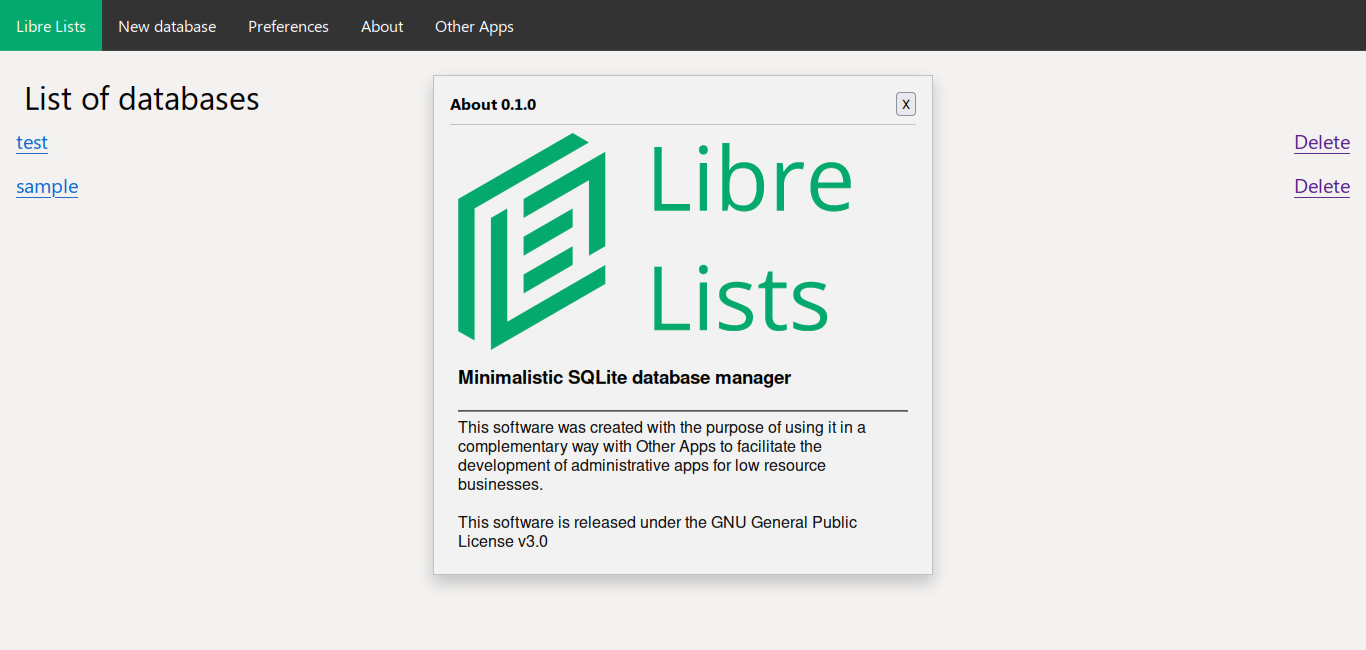 Libre Lists New database Preferences About Other Apps
List of databases
test Delete
sample Delete
About 0.1.0 X
Libre
Lists
Minimalistic SQLite database manager
This software was created with the purpose of using it in a
complementary way with Other Apps to facilitate the
development of administrative apps for low resource
businesses.
This software is released under the GNU General Public
License v3.0